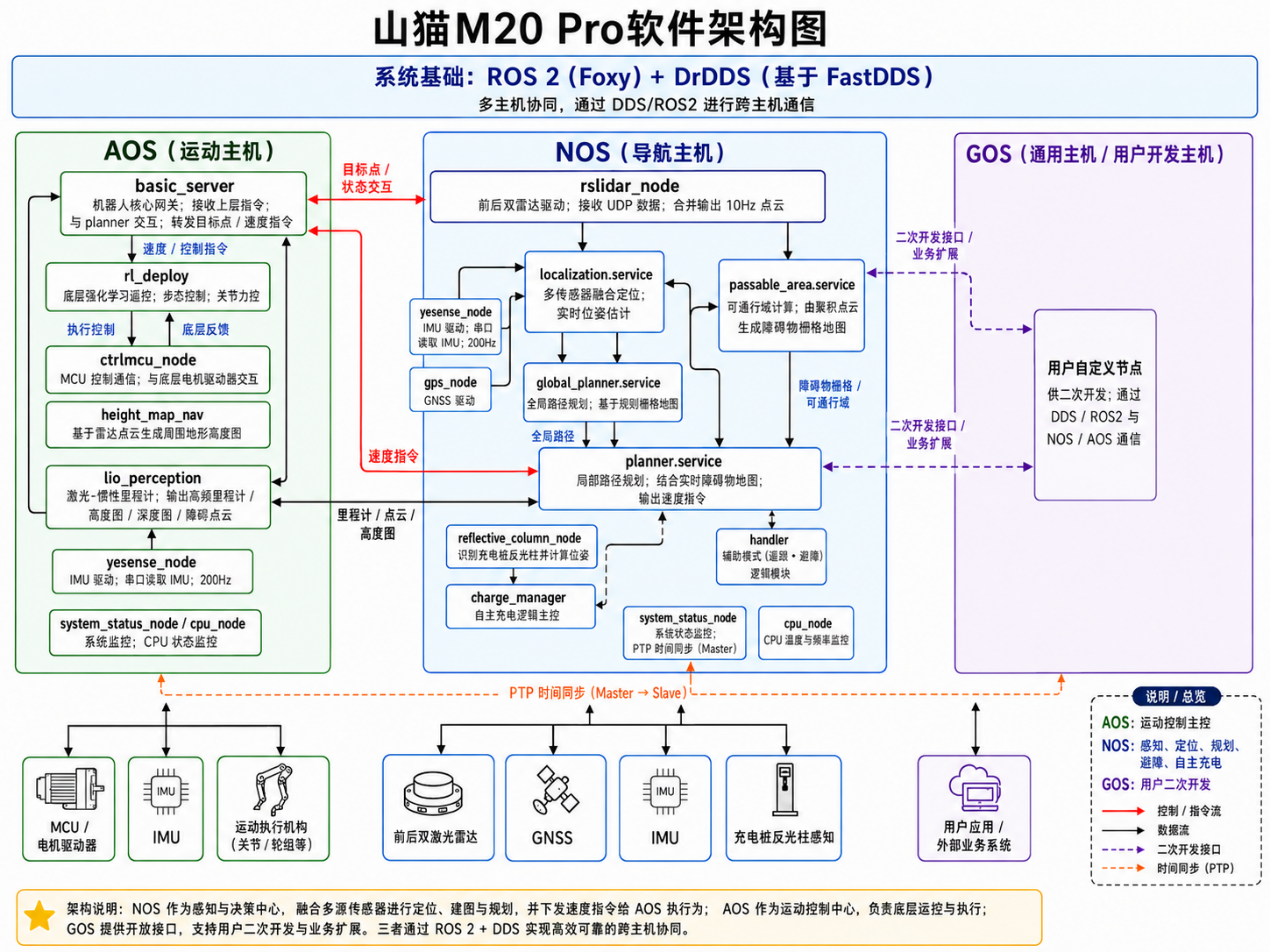 山猫M20 Pro软件架构图
系统基础：ROS 2（Foxy）+ DrDDS（基于 FastDDS）
多主机协同，通过 DDS/ROS2 进行跨主机通信
AOS（运动主机）
basic_server
机器人核心网关；接收上层指令；
与 planner 交互；转发目标点 / 速度指令
速度 / 控制指令
rl_deploy
底层强化学习遥控；步态控制；关节力控
执行控制
底层反馈
ctrlmcu_node
MCU 控制通信；与底层电机驱动器交互
height_map_nav
基于雷达点云生成周围地形高度图
lio_perception
激光-惯性里程计；输出高频里程计 /
高度图 / 深度图 / 障碍点云
yesense_node
IMU 驱动；串口读取 IMU；200Hz
system_status_node / cpu_node
系统监控；CPU 状态监控
目标点 /
状态交互
速度指令
里程计 / 点云 /
高度图
NOS（导航主机）
rslidar_node
前后双雷达驱动；接收 UDP 数据；合并输出 10Hz 点云
localization.service
多传感器融合定位；
实时位姿估计
passable_area.service
可通行域计算；由聚积点云
生成障碍物栅格地图
yesense_node
IMU 驱动；串口
读取 IMU；200Hz
gps_node
GNSS 驱动
global_planner.service
全局路径规划；基于规则栅格地图
全局路径
障碍物栅格 /
可通行域
planner.service
局部路径规划；结合实时障碍物地图；
输出速度指令
reflective_column_node
识别充电桩反光柱并计算位姿
charge_manager
自主充电逻辑主控
handler
辅助模式（遥跟・避障）
逻辑模块
system_status_node
系统状态监控；
PTP 时间同步（Master）
cpu_node
CPU 温度与频率监控
二次开发接口 /
业务扩展
二次开发接口 /
业务扩展
GOS（通用主机 / 用户开发主机）
用户自定义节点
供二次开发；通过
DDS / ROS2 与
NOS / AOS 通信
PTP 时间同步（Master → Slave）
MCU /
电机驱动器
IMU
IMU
运动执行机构
（关节 / 轮组等）
前后双激光雷达
GNSS
IMU
IMU
充电桩反光柱感知
用户应用 /
外部业务系统
说明 / 总览
AOS：运动控制主控
NOS：感知、定位、规划、
避障、自主充电
GOS：用户二次开发
控制 / 指令流
数据流
二次开发接口
时间同步（PTP）
架构说明：NOS 作为感知与决策中心，融合多源传感器进行定位、建图与规划，并下发速度指令给 AOS 执行为； AOS 作为运动控制中心，负责底层运控与执行；
GOS 提供开放接口，支持用户二次开发与业务扩展。三者通过 ROS 2 + DDS 实现高效可靠的跨主机协同。